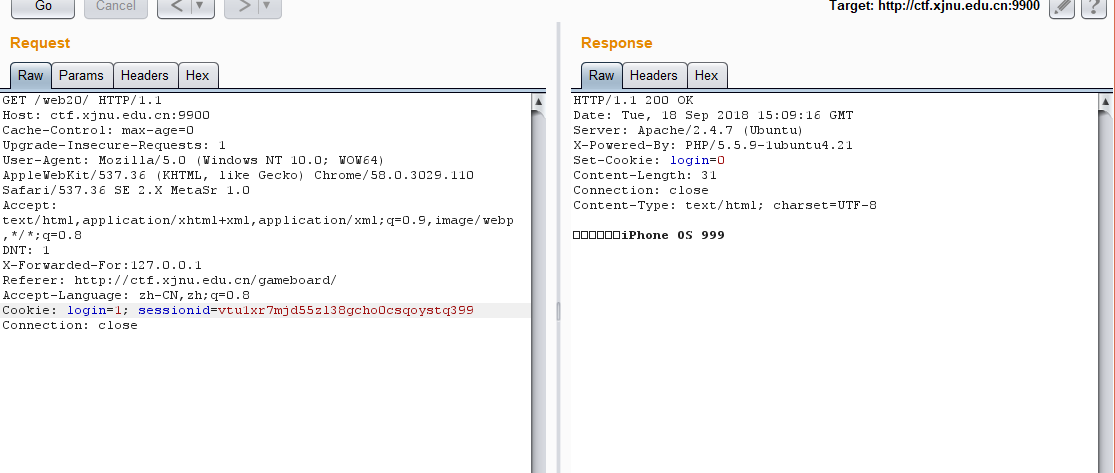 Go
Cancel
<
>
Target: http://ctf.xjnu.edu.cn:9900
?
Request
Raw
Params
Headers
Hex
GET /web20/ HTTP/1.1
Host: ctf.xjnu.edu.cn:9900
Cache-Control: max-age=0
Upgrade-Insecure-Requests: 1
User-Agent: Mozilla/5.0 (Windows NT 10.0; WOW64)
AppleWebKit/537.36 (KHTML, like Gecko) Chrome/58.0.3029.110
Safari/537.36 SE 2.X MetaSr 1.0
Accept:
text/html,application/xhtml+xml,application/xml;q=0.9,image/webp
,*/*;q=0.8
DNT: 1
X-Forwarded-For:127.0.0.1
Referer: http://ctf.xjnu.edu.cn/gameboard/
Accept-Language: zh-CN,zh;q=0.8
Cookie: login=1; sessionid=vtu1xr7mjd55zl38gcho0csqoystq399
Connection: close
Response
Raw
Headers
Hex
HTTP/1.1 200 OK
Date: Tue, 18 Sep 2018 15:09:16 GMT
Server: Apache/2.4.7 (Ubuntu)
X-Powered-By: PHP/5.5.9-1ubuntu4.21
Set-Cookie: login=0
Content-Length: 31
Connection: close
Content-Type: text/html; charset=UTF-8
□□□□□□iPhone OS 999